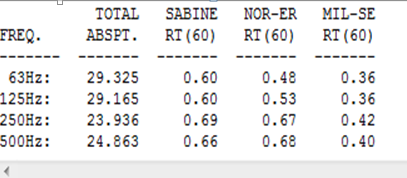 TOTAL SABINE NOR-ER MIL-SE
FREQ. ABSPT. RT(60) RT(60) RT(60)
------- ------- ------- ------- -------
63Hz: 29.325 0.60 0.48 0.36
125Hz: 29.165 0.60 0.53 0.36
250Hz: 23.936 0.69 0.67 0.42
500Hz: 24.863 0.66 0.68 0.40